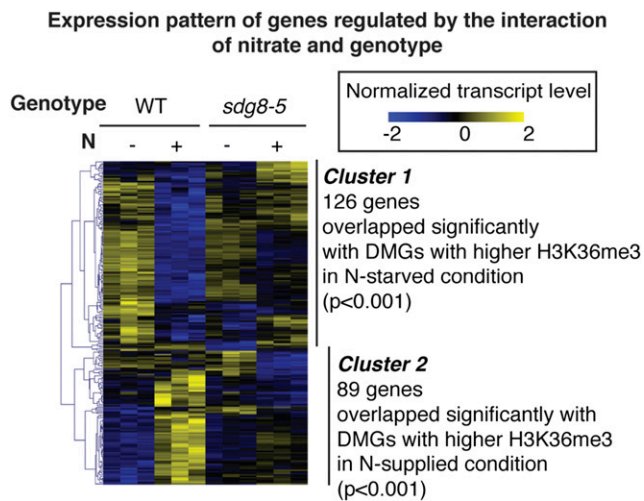 Expression pattern of genes regulated by the interaction
of nitrate and genotype
Genotype WT sdg8-5
N - + - +
Normalized transcript level
-2 0 2
Cluster 1
126 genes
overlapped significantly
with DMGs with higher H3K36me3
in N-starved condition
(p<0.001)
Cluster 2
89 genes
overlapped significantly with
DMGs with higher H3K36me3
in N-supplied condition
(p<0.001)